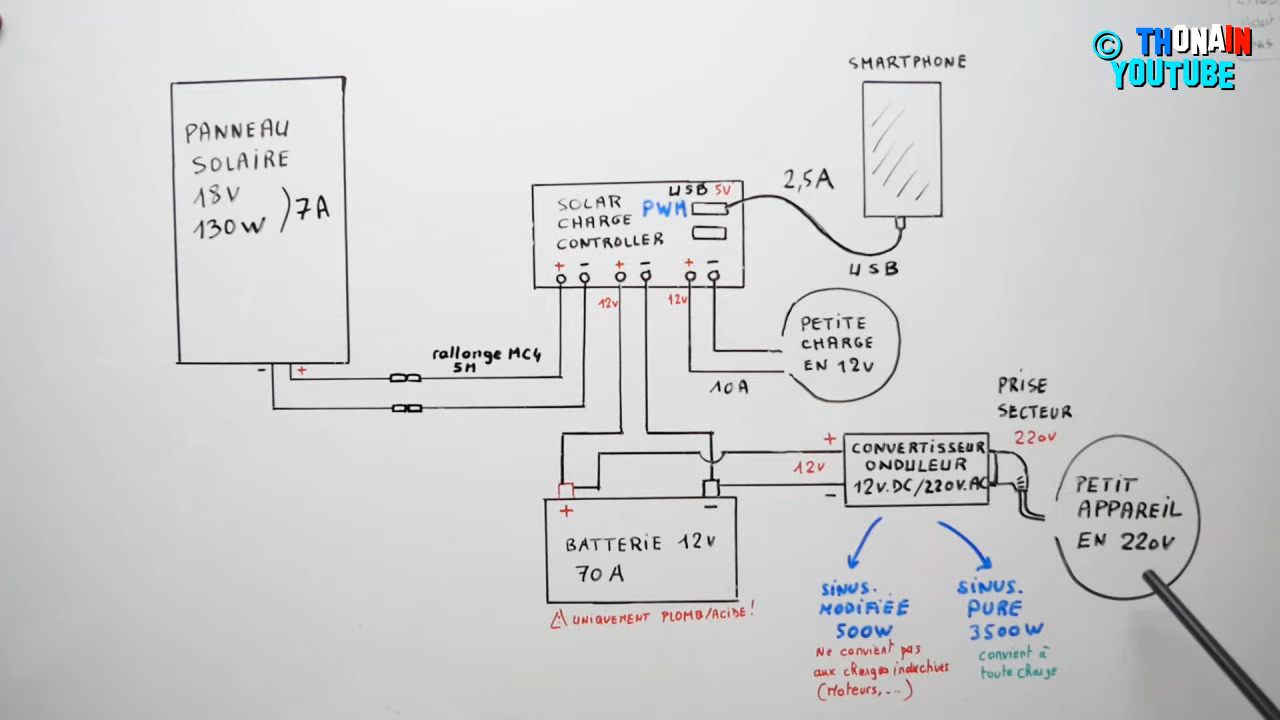 © THONAIN
YOUTUBE
PANNEAU
SOLAIRE
18V
130W
)7A
-
+
rallonge MC4
5M
SOLAR
CHARGE
CONTROLLER
USB 5V
PWM
+ - + - + -
12V
12V
2,5A
SMARTPHONE
USB
PETITE
CHARGE
EN 12V
10A
BATTERIE 12V
70A
+
-
⚠ UNIQUEMENT PLOMB/ACIDE!
+
12V
-
CONVERTISSEUR
ONDULEUR
12V.DC/220V.AC
PRISE
SECTEUR
220V
PETIT
APPAREIL
EN 220V
SINUS.
MODIFIÉE
500W
Ne convient pas
aux charges inductives
(Moteurs,...)
SINUS.
PURE
3500W
convient à
toute charge